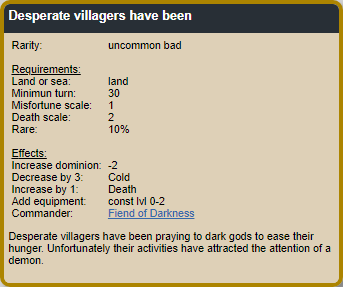 Desperate villagers have been
Rarity: uncommon bad
Requirements:
Land or sea: land
Minimun turn: 30
Misfortune scale: 1
Death scale: 2
Rare: 10%
Effects:
Increase dominion: -2
Decrease by 3: Cold
Increase by 1: Death
Add equipment: const lvl 0-2
Commander: Fiend of Darkness
Desperate villagers have been praying to dark gods to ease their
hunger. Unfortunately their activities have attracted the attention of a
demon.